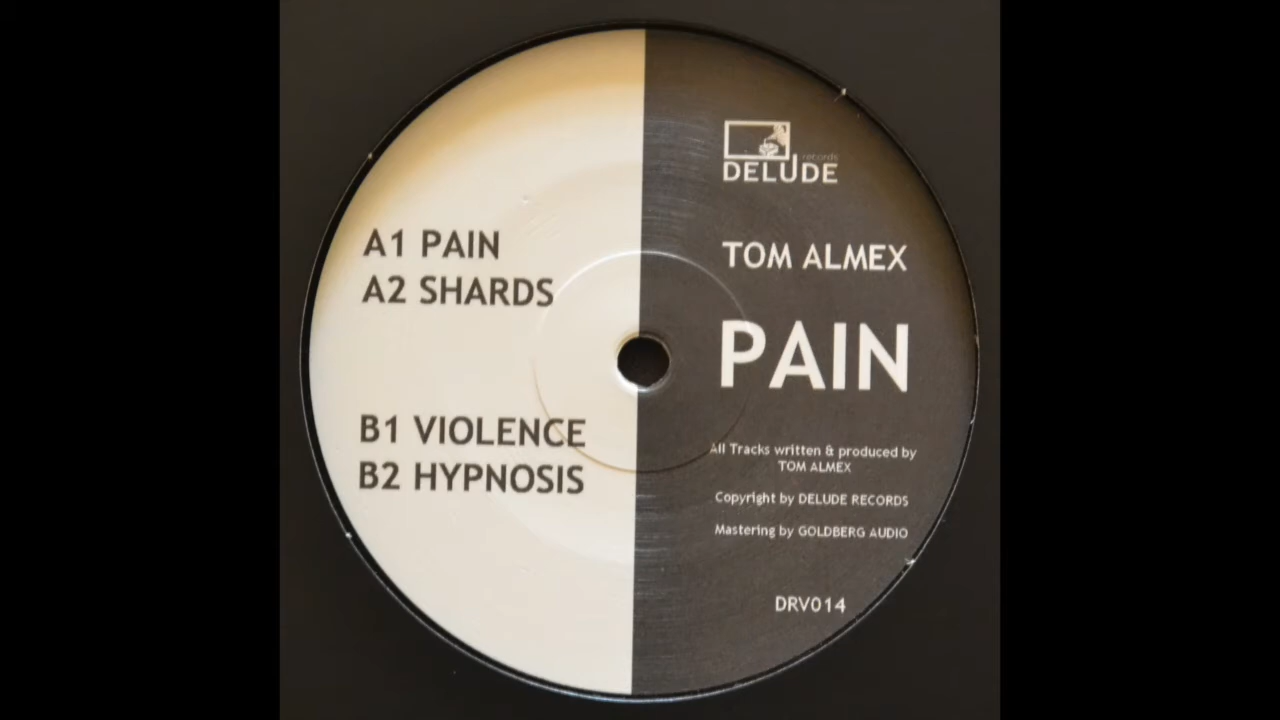 A1 PAIN
A2 SHARDS
B1 VIOLENCE
B2 HYPNOSIS
records
DELUDE
TOM ALMEX
PAIN
All Tracks written & produced by
TOM ALMEX
Copyright by DELUDE RECORDS
Mastering by GOLDBERG AUDIO
DRV014